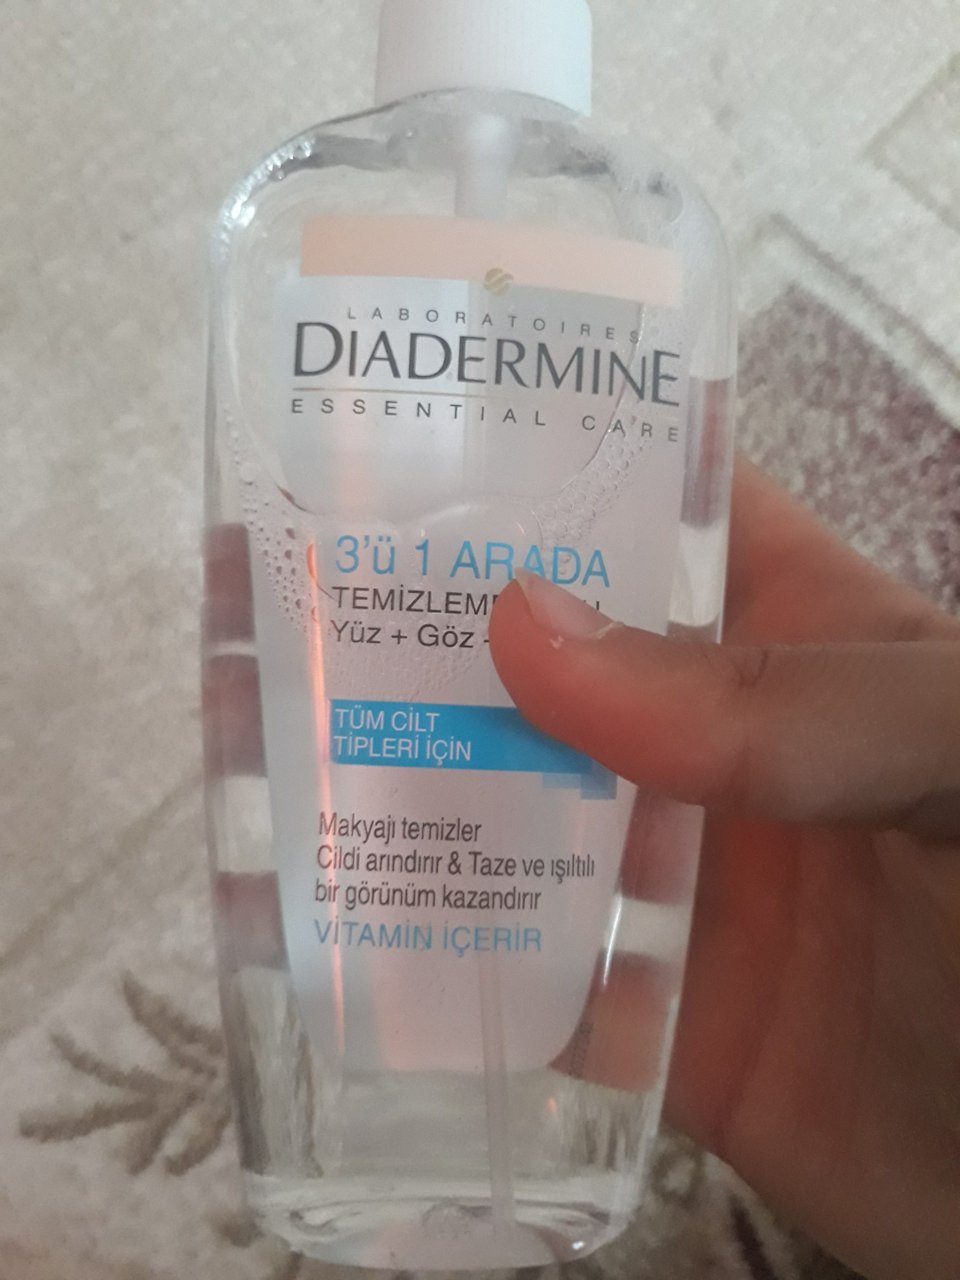 LABORATOIRES
DIADERMINE
ESSENTIAL CARE
3'ü 1 ARADA
Yüz + Göz
TÜM CİLT
TİPLERİ İÇİN
Makyajı temizler
Cildi arındırır & Taze ve ışıltılı
bir görünüm kazandırır
VİTAMİN İÇERİR